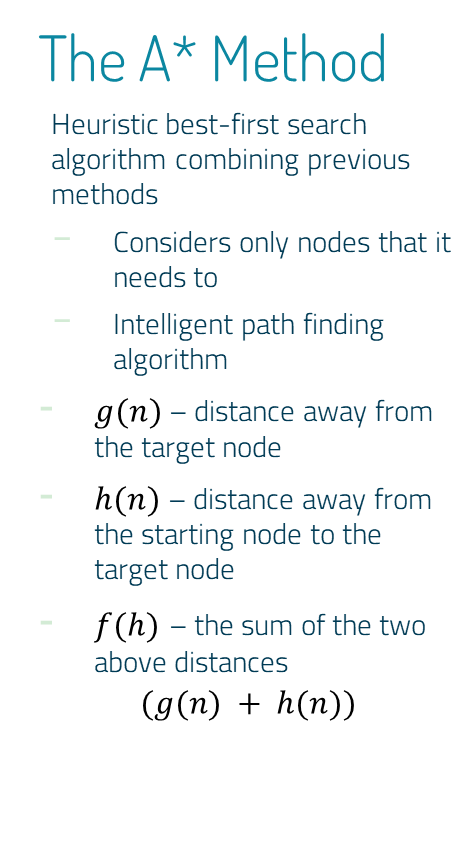 The A* Method
Heuristic best-first search
algorithm combining previous
methods
– Considers only nodes that it
needs to
– Intelligent path finding
algorithm
- g(n) – distance away from
the target node
- h(n) – distance away from
the starting node to the
target node
- f(h) – the sum of the two
above distances
(g(n) + h(n))